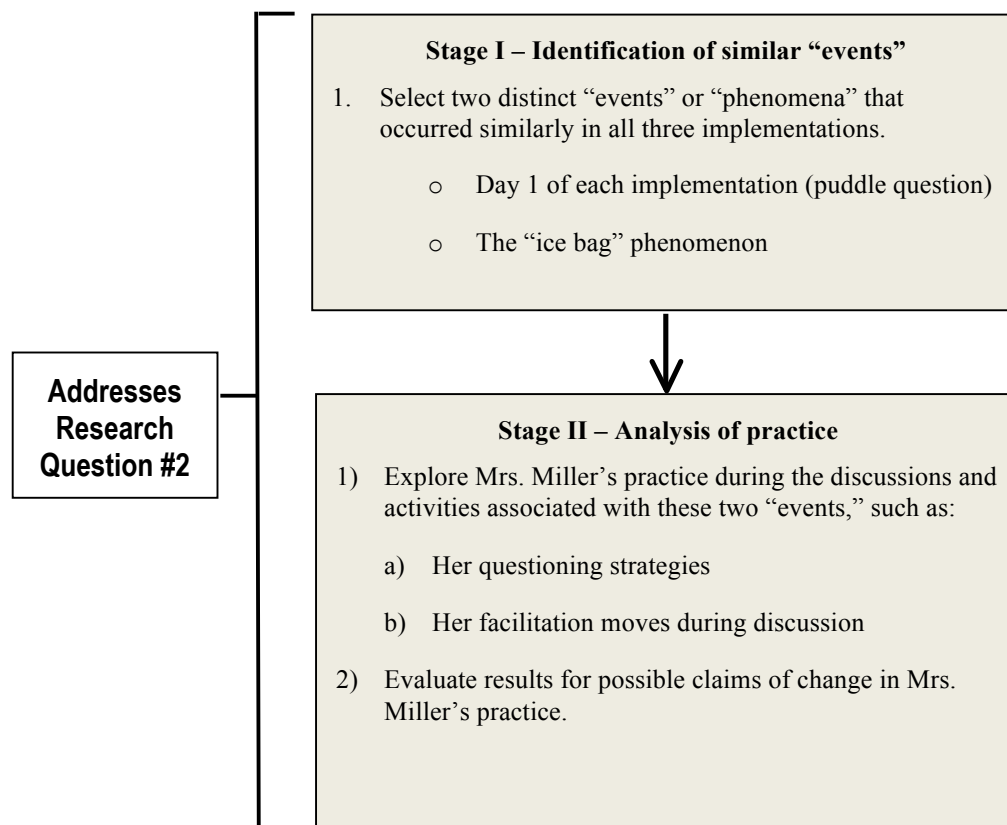 Stage I – Identification of similar “events”
1. Select two distinct “events” or “phenomena” that
occurred similarly in all three implementations.
o Day 1 of each implementation (puddle question)
o The “ice bag” phenomenon
Addresses
Research
Question #2
Stage II – Analysis of practice
1) Explore Mrs. Miller’s practice during the discussions and
activities associated with these two “events,” such as:
a) Her questioning strategies
b) Her facilitation moves during discussion
2) Evaluate results for possible claims of change in Mrs.
Miller’s practice.